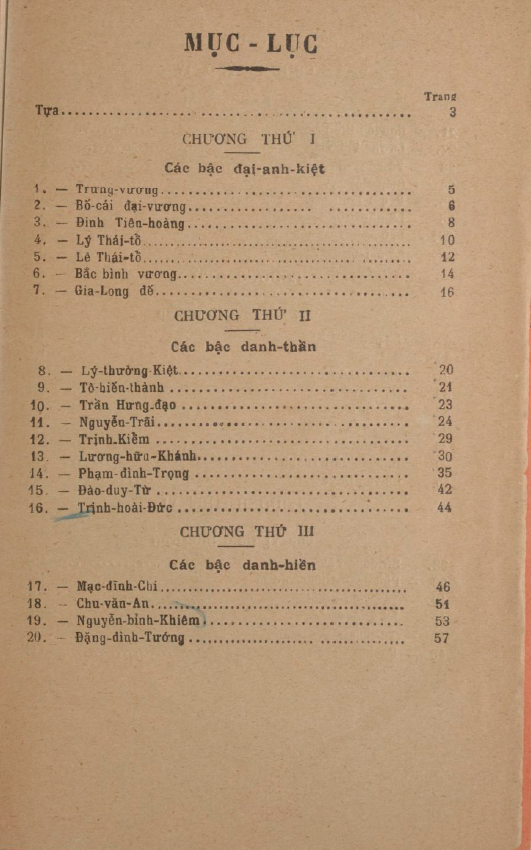 MỤC - LỤC
Trang
Tựa........................................ 3
CHƯƠNG THỨ I
Các bậc đại-anh-kiệt
1. — Trưng-vương........................ 5
2. — Bố-cái đại-vương........................ 6
3. — Đinh Tiên-hoàng........................ 8
4. — Lý Thái-tổ........................ 10
5. — Lê Thái-tổ........................ 12
6. — Bắc bình vương........................ 14
7. — Gia-Long đế........................ 16
CHƯƠNG THỨ II
Các bậc danh-thần
8. — Lý-thường-Kiệt........................ 20
9. — Tô-hiến-thành........................ 21
10. — Trần Hưng-đạo........................ 23
11. — Nguyễn-Trãi........................ 24
12. — Trịnh-Kiểm........................ 29
13. — Lương-hữu-Khánh........................ 30
14. — Phạm-đình-Trọng........................ 35
15. — Đào-duy-Từ........................ 42
16. — Trịnh-hoài-Đức........................ 44
CHƯƠNG THỨ III
Các bậc danh-hiền
17. — Mạc-đĩnh-Chi........................ 46
18. — Chu-văn-An........................ 51
19. — Nguyễn-bỉnh-Khiêm........................ 53
20. — Đặng-đình-Tướng........................ 57